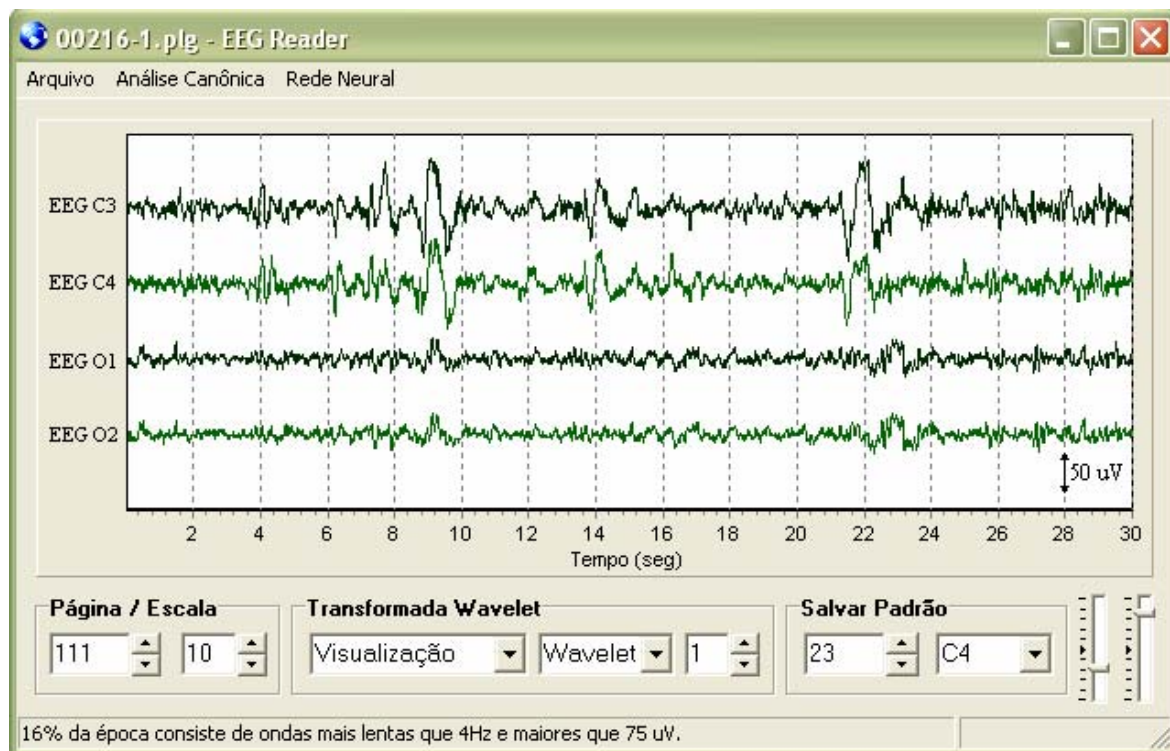 00216-1.plg - EEG Reader
Arquivo Análise Canônica Rede Neural
EEG C3
EEG C4
EEG O1
EEG O2
50 uV
2 4 6 8 10 12 14 16 18 20 22 24 26 28 30
Tempo (seg)
Página / Escala Transformada Wavelet Salvar Padrão
111 10 Visualização Wavelet 1 23 C4
16% da época consiste de ondas mais lentas que 4Hz e maiores que 75 uV.